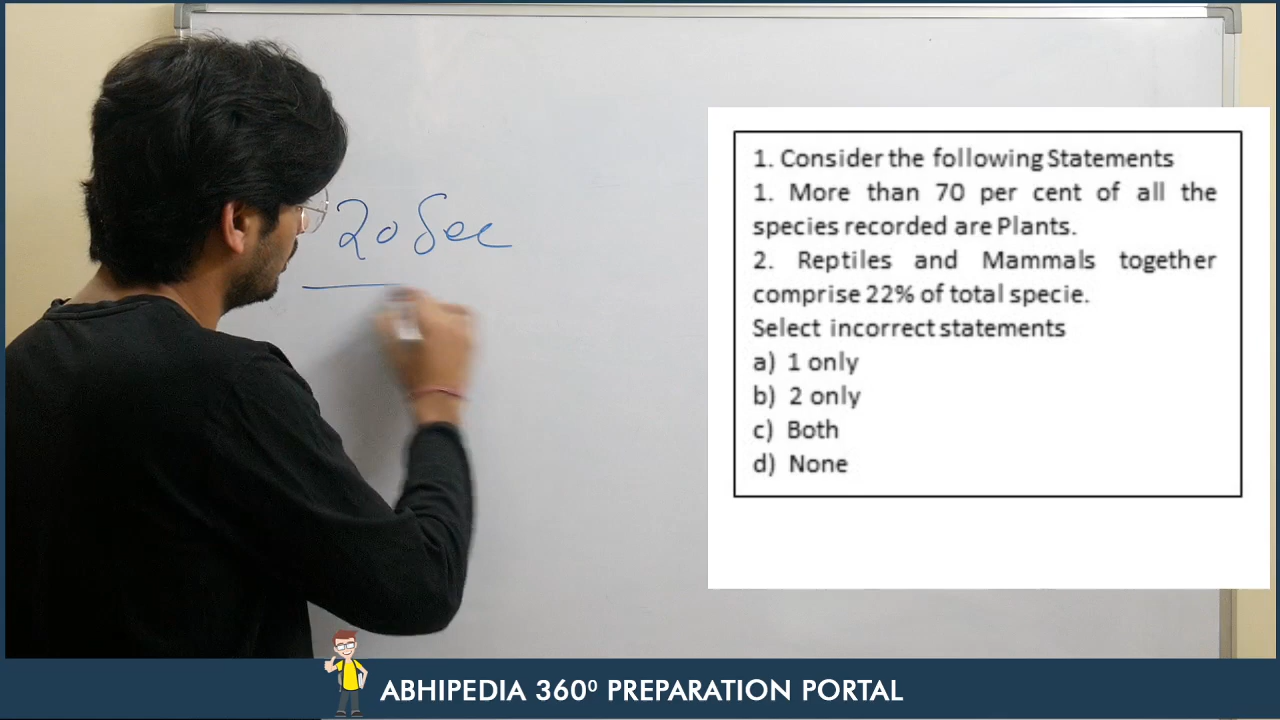 20 Sec
1. Consider the following Statements
1. More than 70 per cent of all the
species recorded are Plants.
2. Reptiles and Mammals together
comprise 22% of total specie.
Select incorrect statements
a) 1 only
b) 2 only
c) Both
d) None
ABHIPEDIA 360⁰ PREPARATION PORTAL